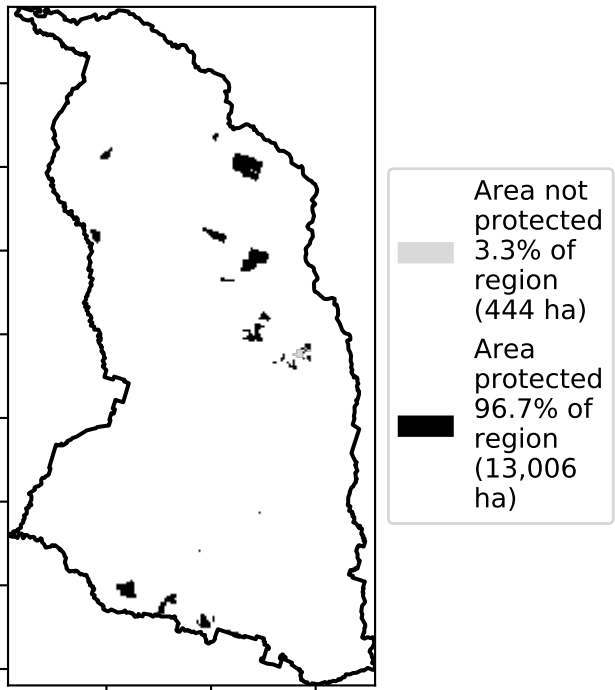 Area not
protected
3.3% of
region
(444 ha)
Area
protected
96.7% of
region
(13,006
ha)